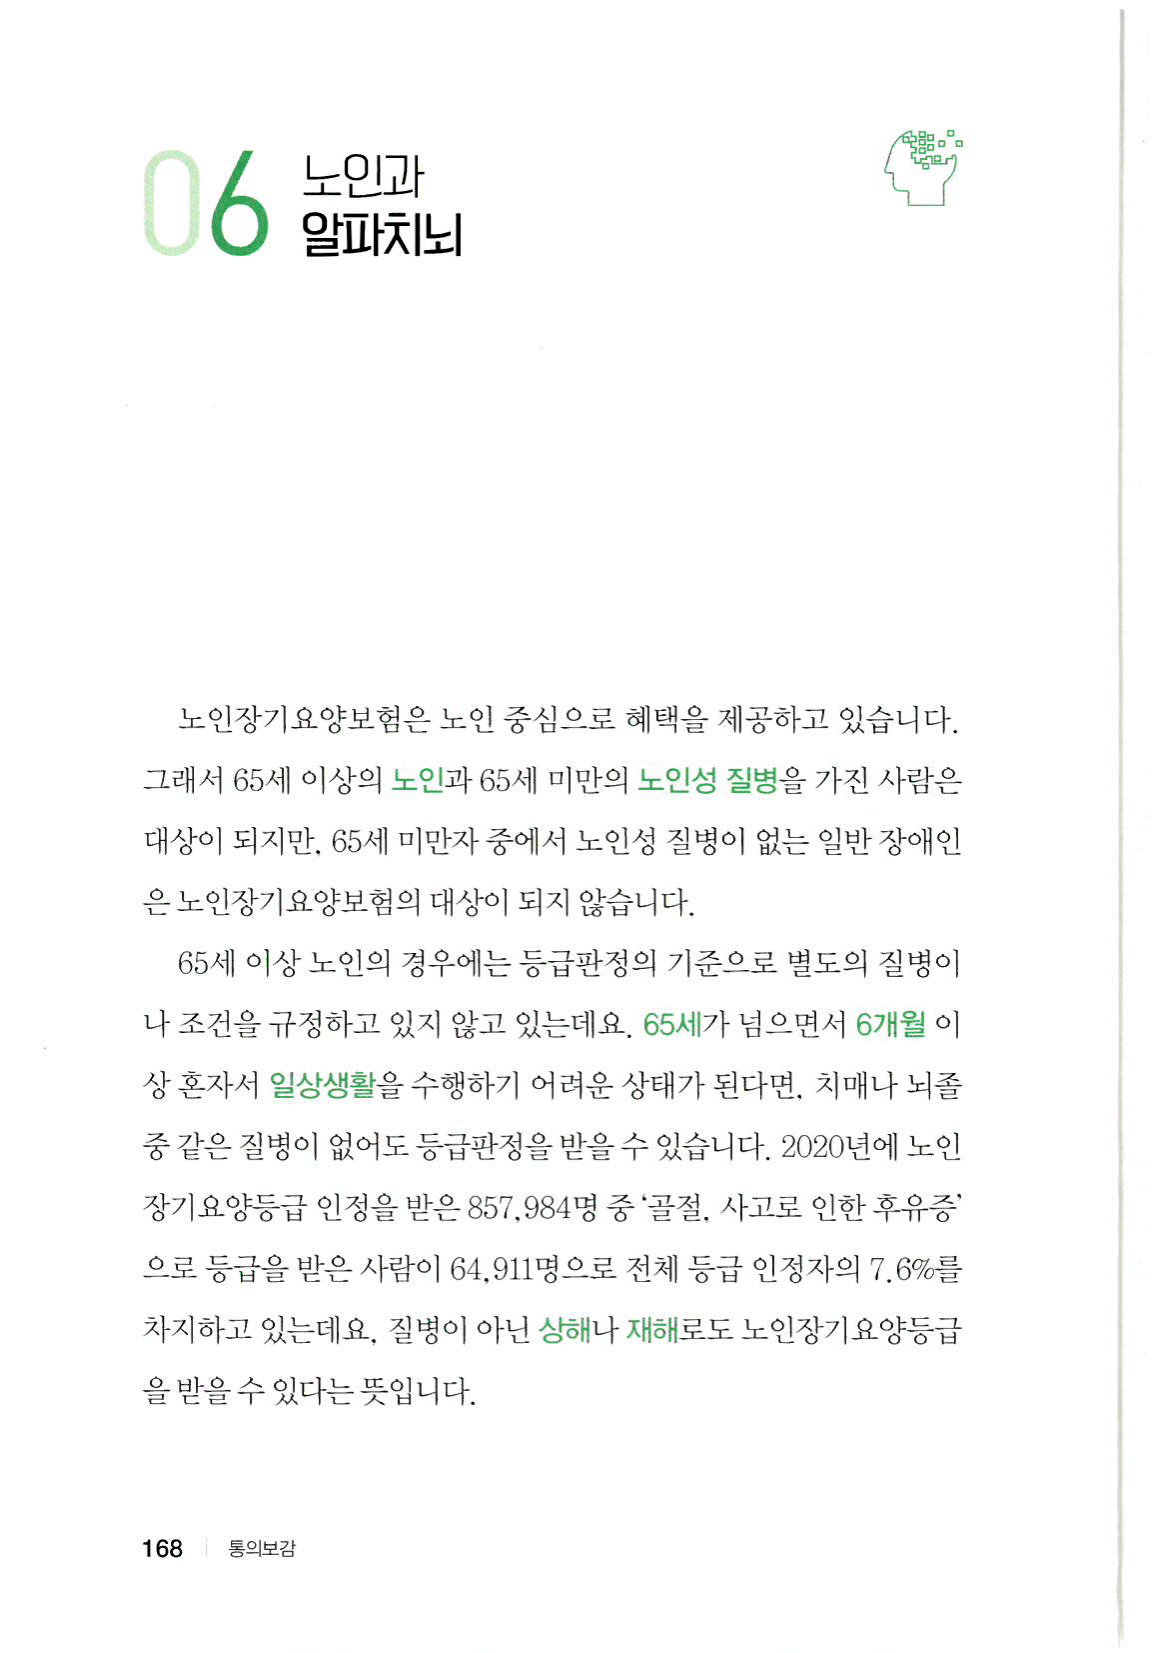 06
노인과
알파치뇌
노인장기요양보험은 노인 중심으로 혜택을 제공하고 있습니다.
그래서 65세 이상의 노인과 65세 미만의 노인성 질병을 가진 사람은
대상이 되지만, 65세 미만자 중에서 노인성 질병이 없는 일반 장애인
은 노인장기요양보험의 대상이 되지 않습니다.
65세 이상 노인의 경우에는 등급판정의 기준으로 별도의 질병이
나 조건을 규정하고 있지 않고 있는데요. 65세가 넘으면서 6개월 이
상 혼자서 일상생활을 수행하기 어려운 상태가 된다면, 치매나 뇌졸
중 같은 질병이 없어도 등급판정을 받을 수 있습니다. 2020년에 노인
장기요양등급 인정을 받은 857,984명 중 ‘골절, 사고로 인한 후유증’
으로 등급을 받은 사람이 64,911명으로 전체 등급 인정자의 7.6%를
차지하고 있는데요, 질병이 아닌 상해나 재해로도 노인장기요양등급
을 받을 수 있다는 뜻입니다.
168 통의보감